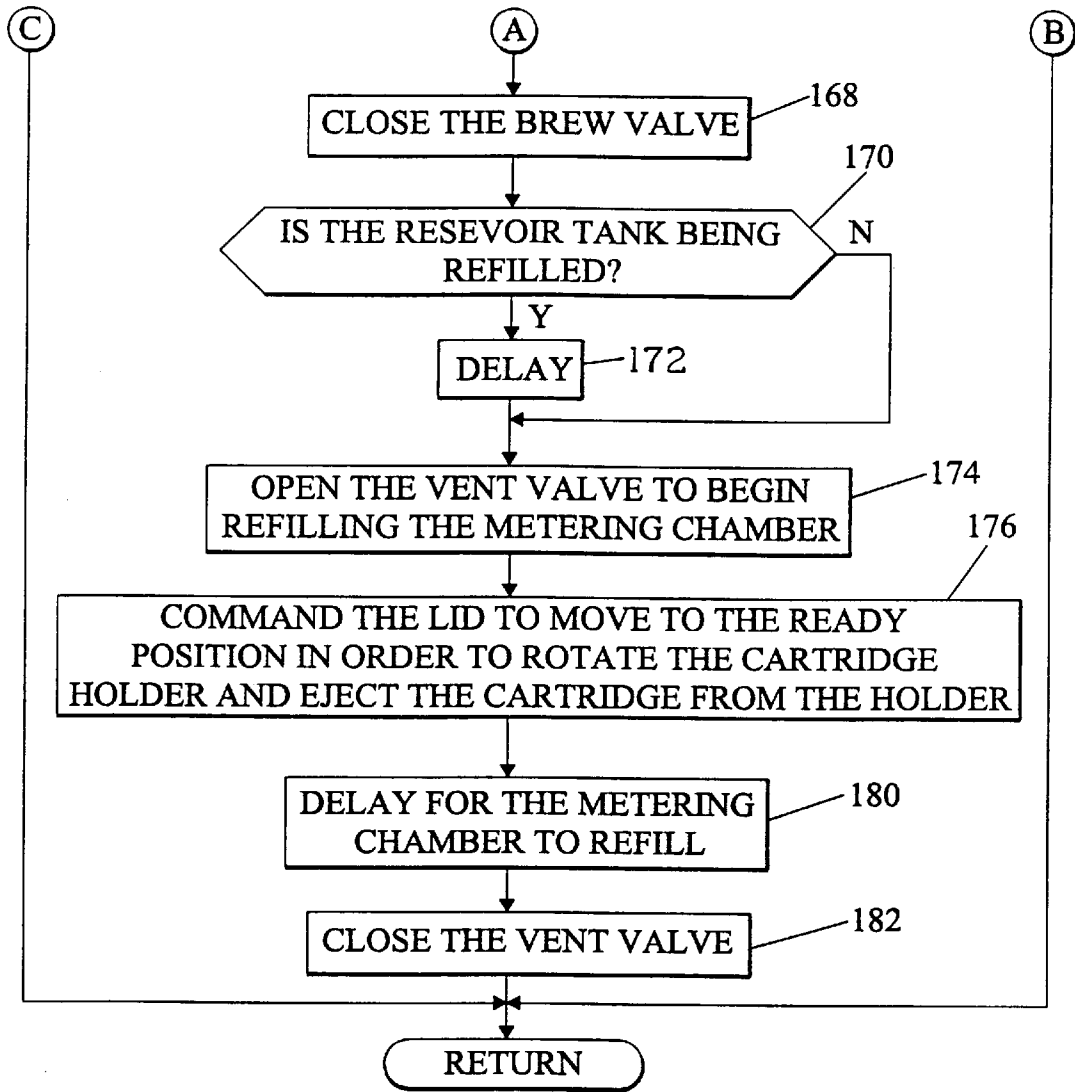 C
A
B
CLOSE THE BREW VALVE
168
170
IS THE RESEVOIR TANK BEING
REFILLED?
N
Y
DELAY
172
OPEN THE VENT VALVE TO BEGIN
REFILLING THE METERING CHAMBER
174
176
COMMAND THE LID TO MOVE TO THE READY
POSITION IN ORDER TO ROTATE THE CARTRIDGE
HOLDER AND EJECT THE CARTRIDGE FROM THE HOLDER
DELAY FOR THE METERING
CHAMBER TO REFILL
180
CLOSE THE VENT VALVE
182
RETURN